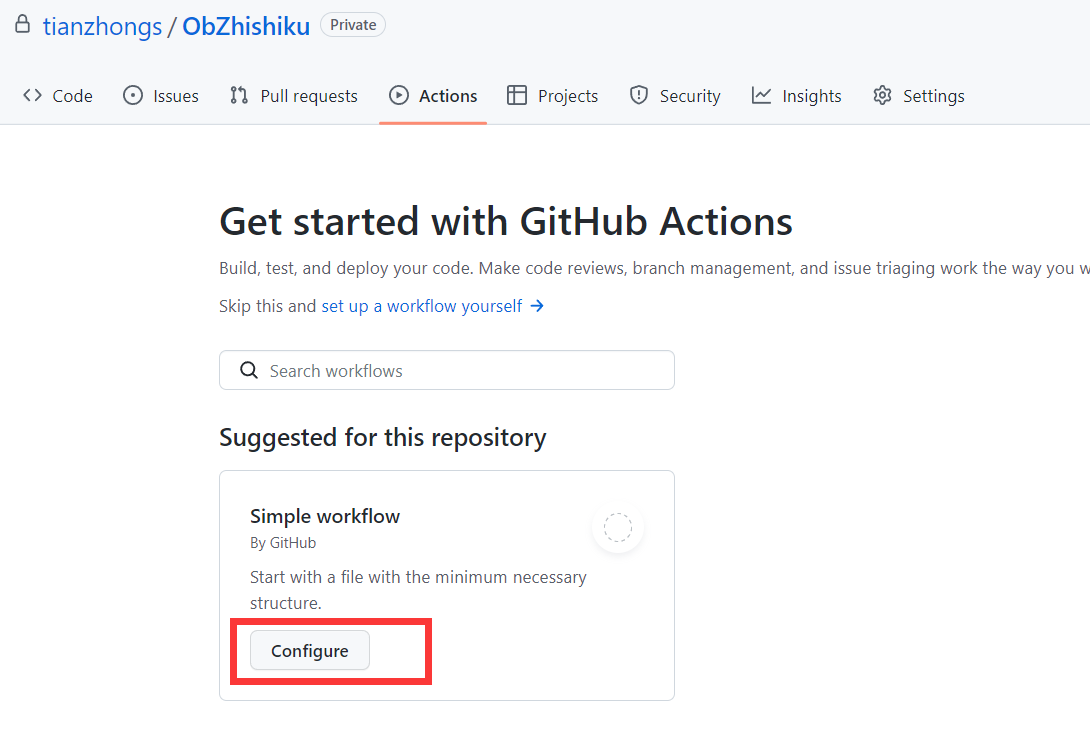 tianzhongs / ObZhishiku Private
Code Issues Pull requests Actions Projects Security Insights Settings
Get started with GitHub Actions
Build, test, and deploy your code. Make code reviews, branch management, and issue triaging work the way you
Skip this and set up a workflow yourself →
Search workflows
Suggested for this repository
Simple workflow
By GitHub
Start with a file with the minimum necessary
structure.
Configure